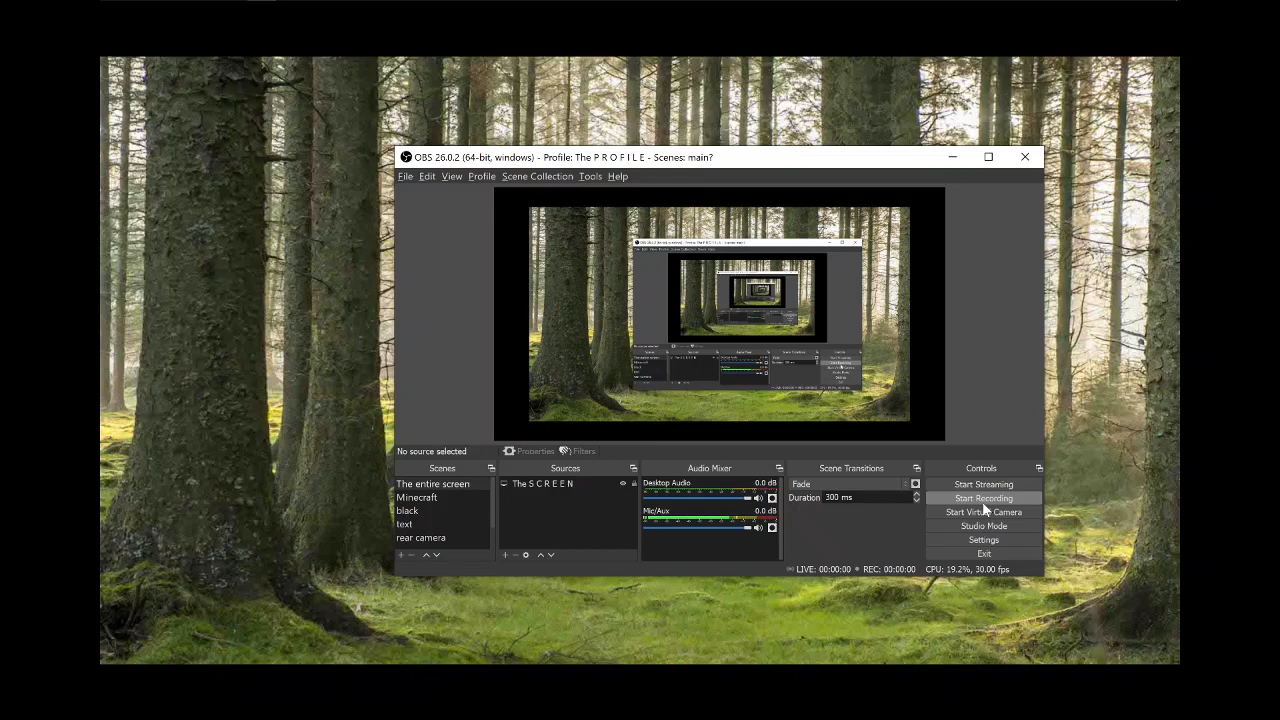 OBS 26.0.2 (64-bit, windows) - Profile: The P R O F I L E - Scenes: main?
File Edit View Profile Scene Collection Tools Help
No source selected Properties Filters
Scenes Sources Audio Mixer Scene Transitions Controls
The entire screen
Minecraft
black
text
rear camera
The S C R E E N
Desktop Audio 0.0 dB
Mic/Aux 0.0 dB
Fade
Duration 300 ms
Start Streaming
Start Recording
Start Virtual Camera
Studio Mode
Settings
Exit
LIVE: 00:00:00 REC: 00:00:00 CPU: 19.2%, 30.00 fps